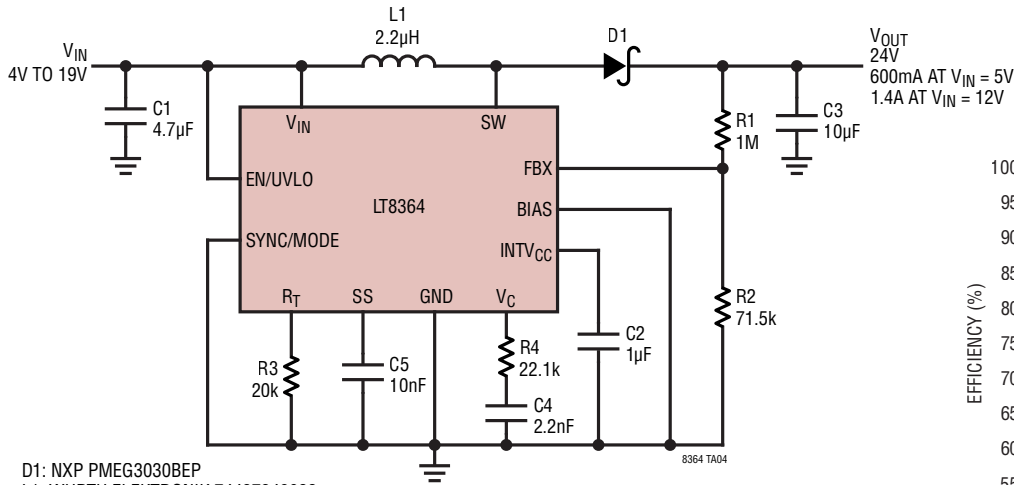 L1
2.2µH
D1
VIN
4V TO 19V
VOUT
24V
600mA AT VIN = 5V
1.4A AT VIN = 12V
C1
4.7µF
VIN
SW
R1
1M
C3
10µF
FBX
EN/UVLO
LT8364
BIAS
SYNC/MODE
INTVCC
RT
SS
GND
VC
R2
71.5k
C2
1µF
R3
20k
C5
10nF
R4
22.1k
C4
2.2nF
8364 TA04
D1: NXP PMEG3030BEP
EFFICIENCY (%)
100
95
90
85
80
75
70
65
60
55